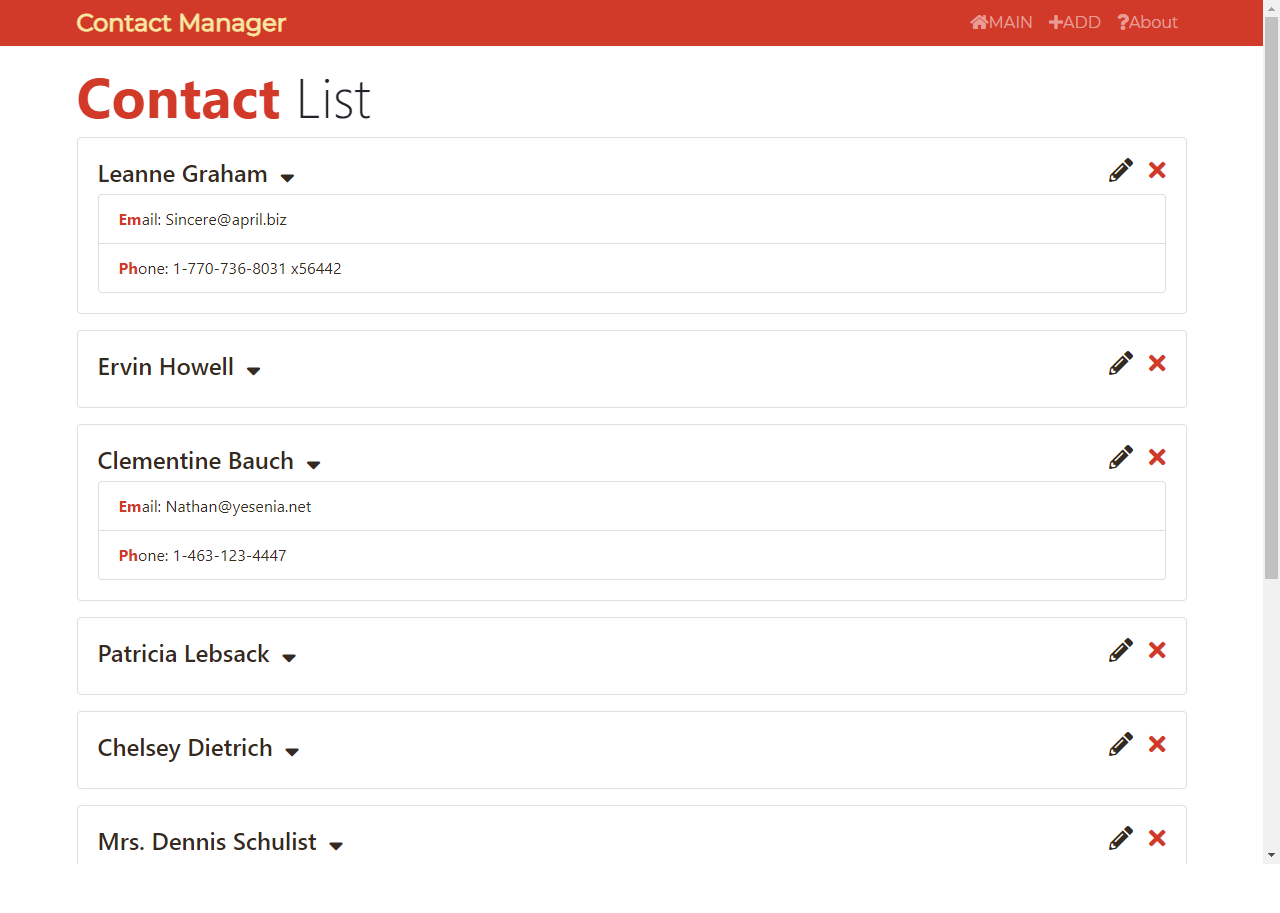 Contact Manager
MAIN ADD ?About
Contact List
Leanne Graham
Email: Sincere@april.biz
Phone: 1-770-736-8031 x56442
Ervin Howell
Clementine Bauch
Email: Nathan@yesenia.net
Phone: 1-463-123-4447
Patricia Lebsack
Chelsey Dietrich
Mrs. Dennis Schulist